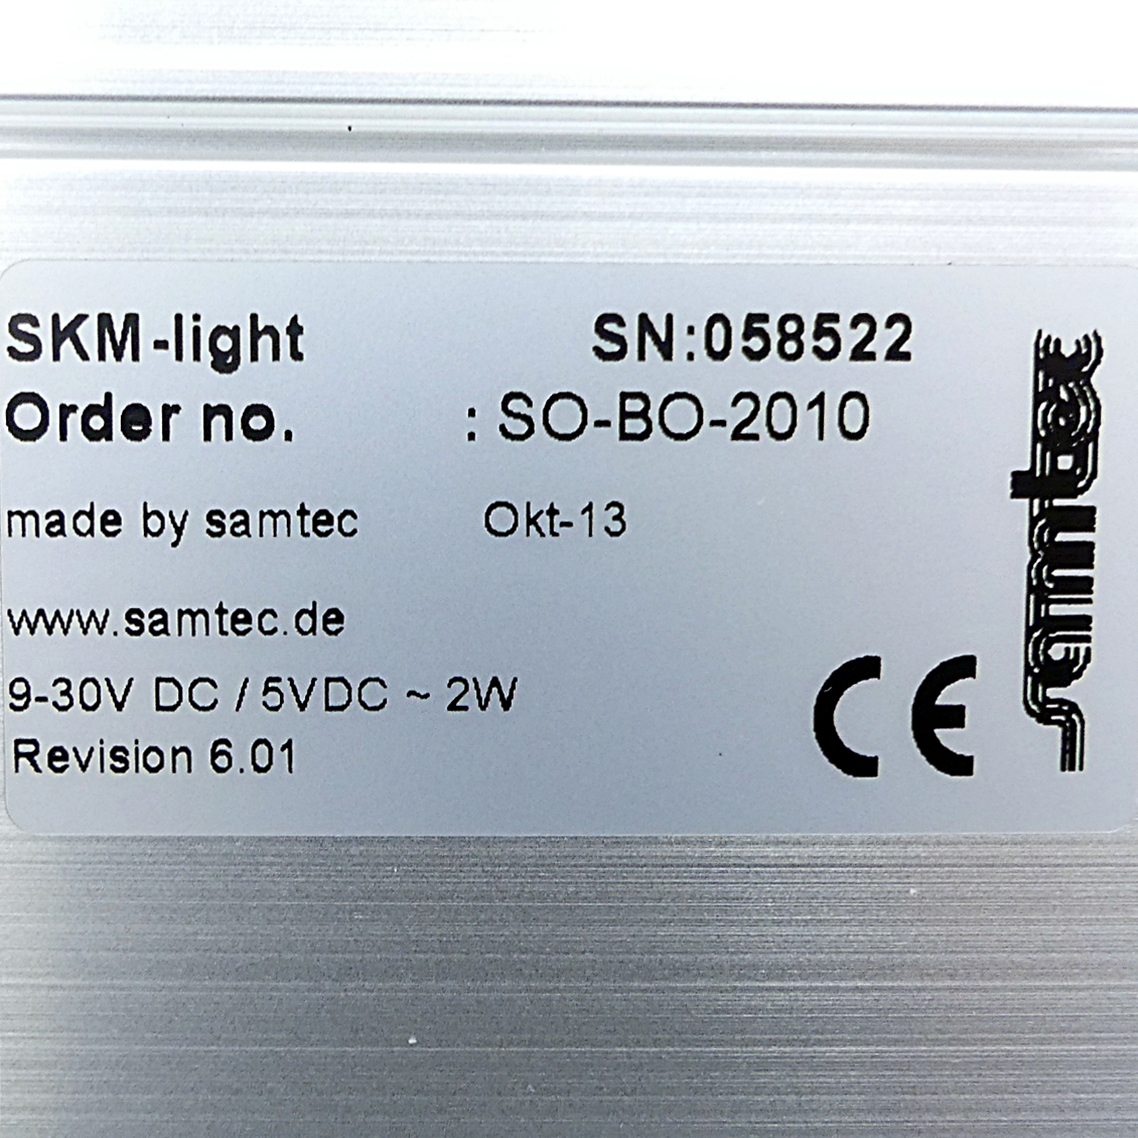 SKM-light SN:058522
Order no. : SO-BO-2010
made by samtec Okt-13
www.samtec.de
9-30V DC / 5VDC ~ 2W
Revision 6.01
CE
samtec